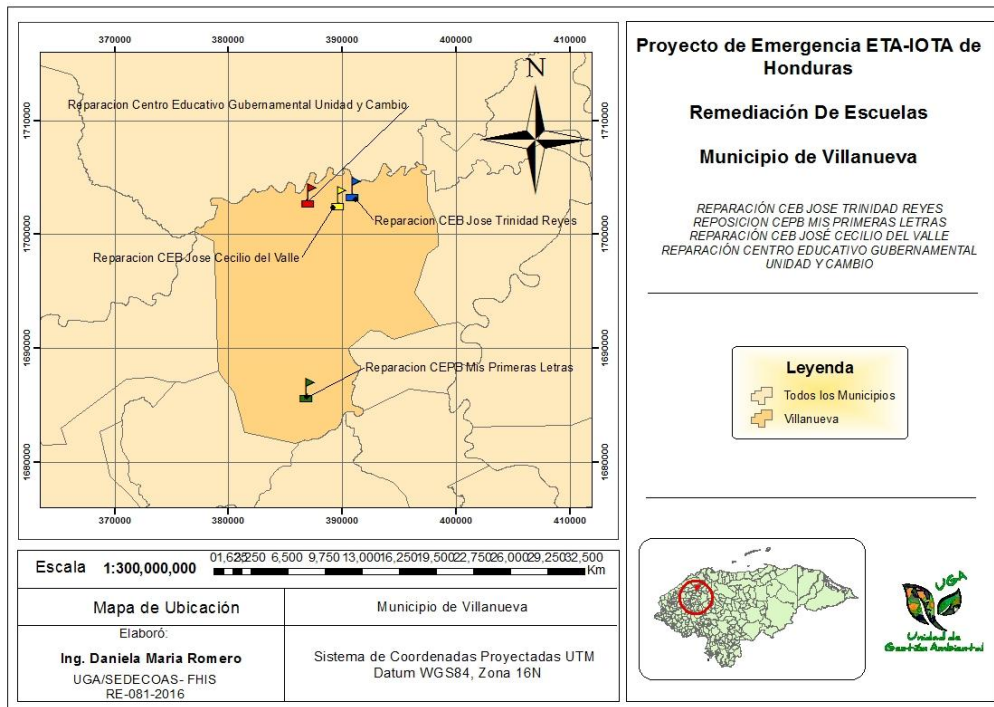 370000
380000
390000
400000
410000
N
Reparacion Centro Educativo Gubernamental Unidad y Cambio
1710000
1710000
Reparacion CEB Jose Trinidad Reyes
1700000
1700000
Reparacion CEB Jose Cecilio del Valle
1690000
1690000
Reparacion CEPB Mis Primeras Letras
1680000
1680000
370000
380000
390000
400000
410000
Proyecto de Emergencia ETA-IOTA de
Honduras
Remediación De Escuelas
Municipio de Villanueva
REPARACIÓN CEB JOSE TRINIDAD REYES
REPOSICION CEPB MIS PRIMERAS LETRAS
REPARACIÓN CEB JOSÉ CECILIO DEL VALLE
REPARACIÓN CENTRO EDUCATIVO GUBERNAMENTAL
UNIDAD Y CAMBIO
Leyenda
Todos los Municipios
Villanueva
Escala 1:300,000,000
6,500 9,750 13,000 16,250 19,500 22,750 26,000 29,250 32,500
Km
Mapa de Ubicación
Municipio de Villanueva
Elaboró:
Ing. Daniela Maria Romero
UGA/SEDECOAS- FHIS
RE-081-2016
Sistema de Coordenadas Proyectadas UTM
Datum WGS84, Zona 16N
UGA
Unidad de
Gestión Ambiental